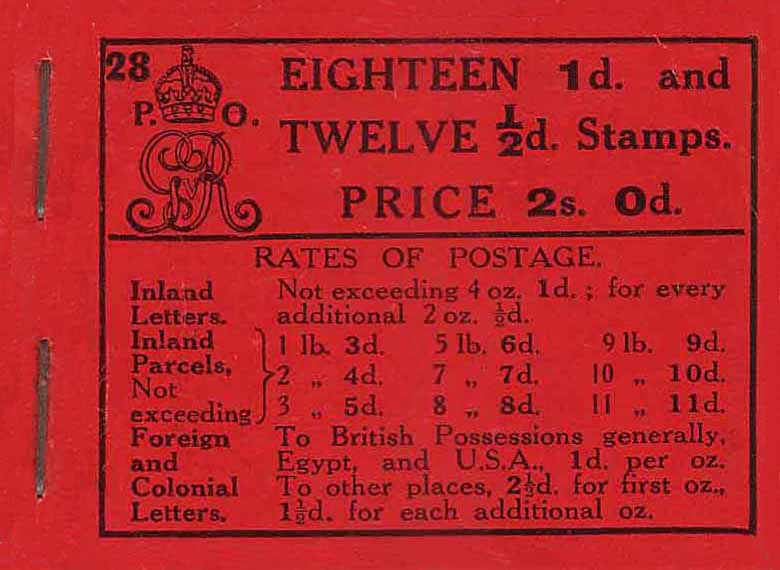 28
P. O.
GRV
EIGHTEEN 1d. and
TWELVE ½d. Stamps.
PRICE 2s. 0d.
RATES OF POSTAGE.
Inland Letters. Not exceeding 4 oz. 1d. ; for every
additional 2 oz. ½d.
Inland Parcels, Not exceeding
1 lb. 3d. 5 lb. 6d. 9 lb. 9d.
2 „ 4d. 7 „ 7d. 10 „ 10d.
3 „ 5d. 8 „ 8d. 11 „ 11d.
Foreign and Colonial Letters.
To British Possessions generally,
Egypt, and U.S.A., 1d. per oz.
To other places, 2½d. for first oz.,
1½d. for each additional oz.